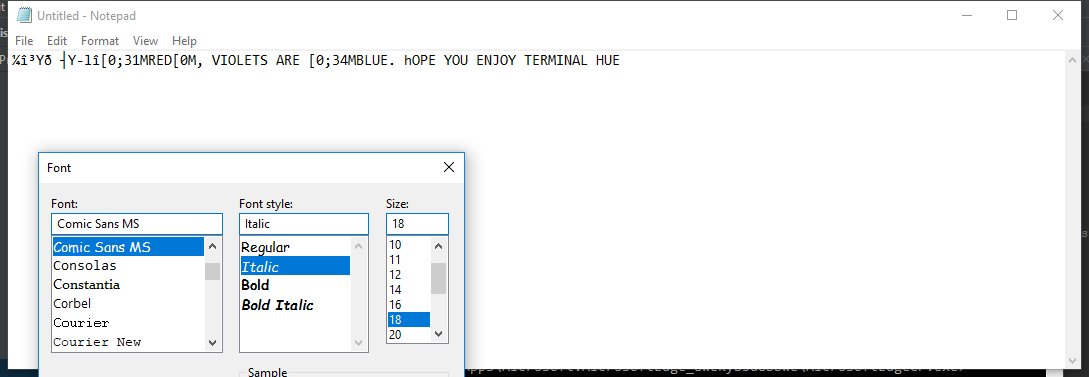 Untitled - Notepad
File Edit Format View Help
¼î³Yð ┤Y-lî[0;31MRED[0M, VIOLETS ARE [0;34MBLUE. hOPE YOU ENJOY TERMINAL HUE
Font
Font: Font style: Size:
Comic Sans MS Italic 18
Comic Sans MS Regular 10
Consolas Italic 11
Constantia Bold 12
Corbel Bold Italic 14
Courier 16
Courier New 18
20
Sample